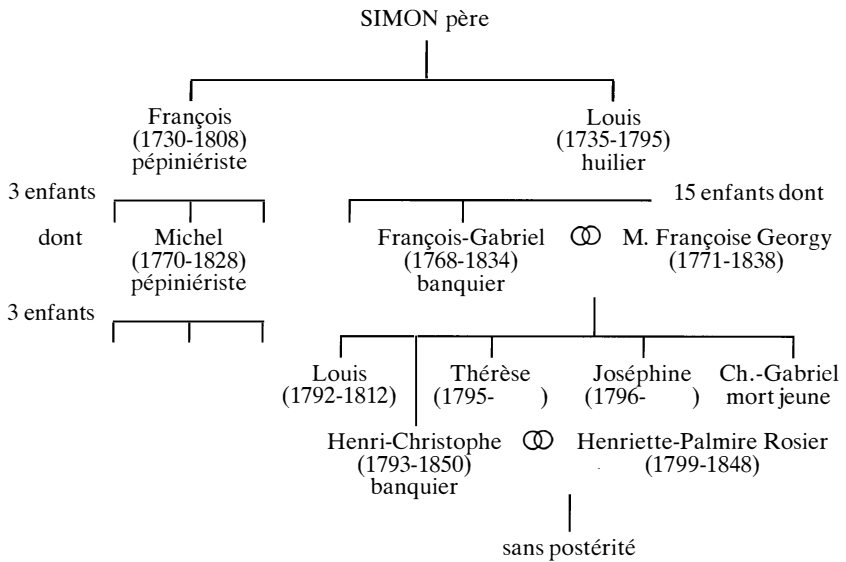 SIMON père
François
(1730-1808)
pépiniériste
Louis
(1735-1795)
huilier
3 enfants
15 enfants dont
dont
Michel
(1770-1828)
pépiniériste
François-Gabriel
(1768-1834)
banquier
M. Françoise Georgy
(1771-1838)
3 enfants
Louis
(1792-1812)
Thérèse
(1795- )
Joséphine
(1796- )
Ch.-Gabriel
mort jeune
Henri-Christophe
(1793-1850)
banquier
Henriette-Palmire Rosier
(1799-1848)
sans postérité